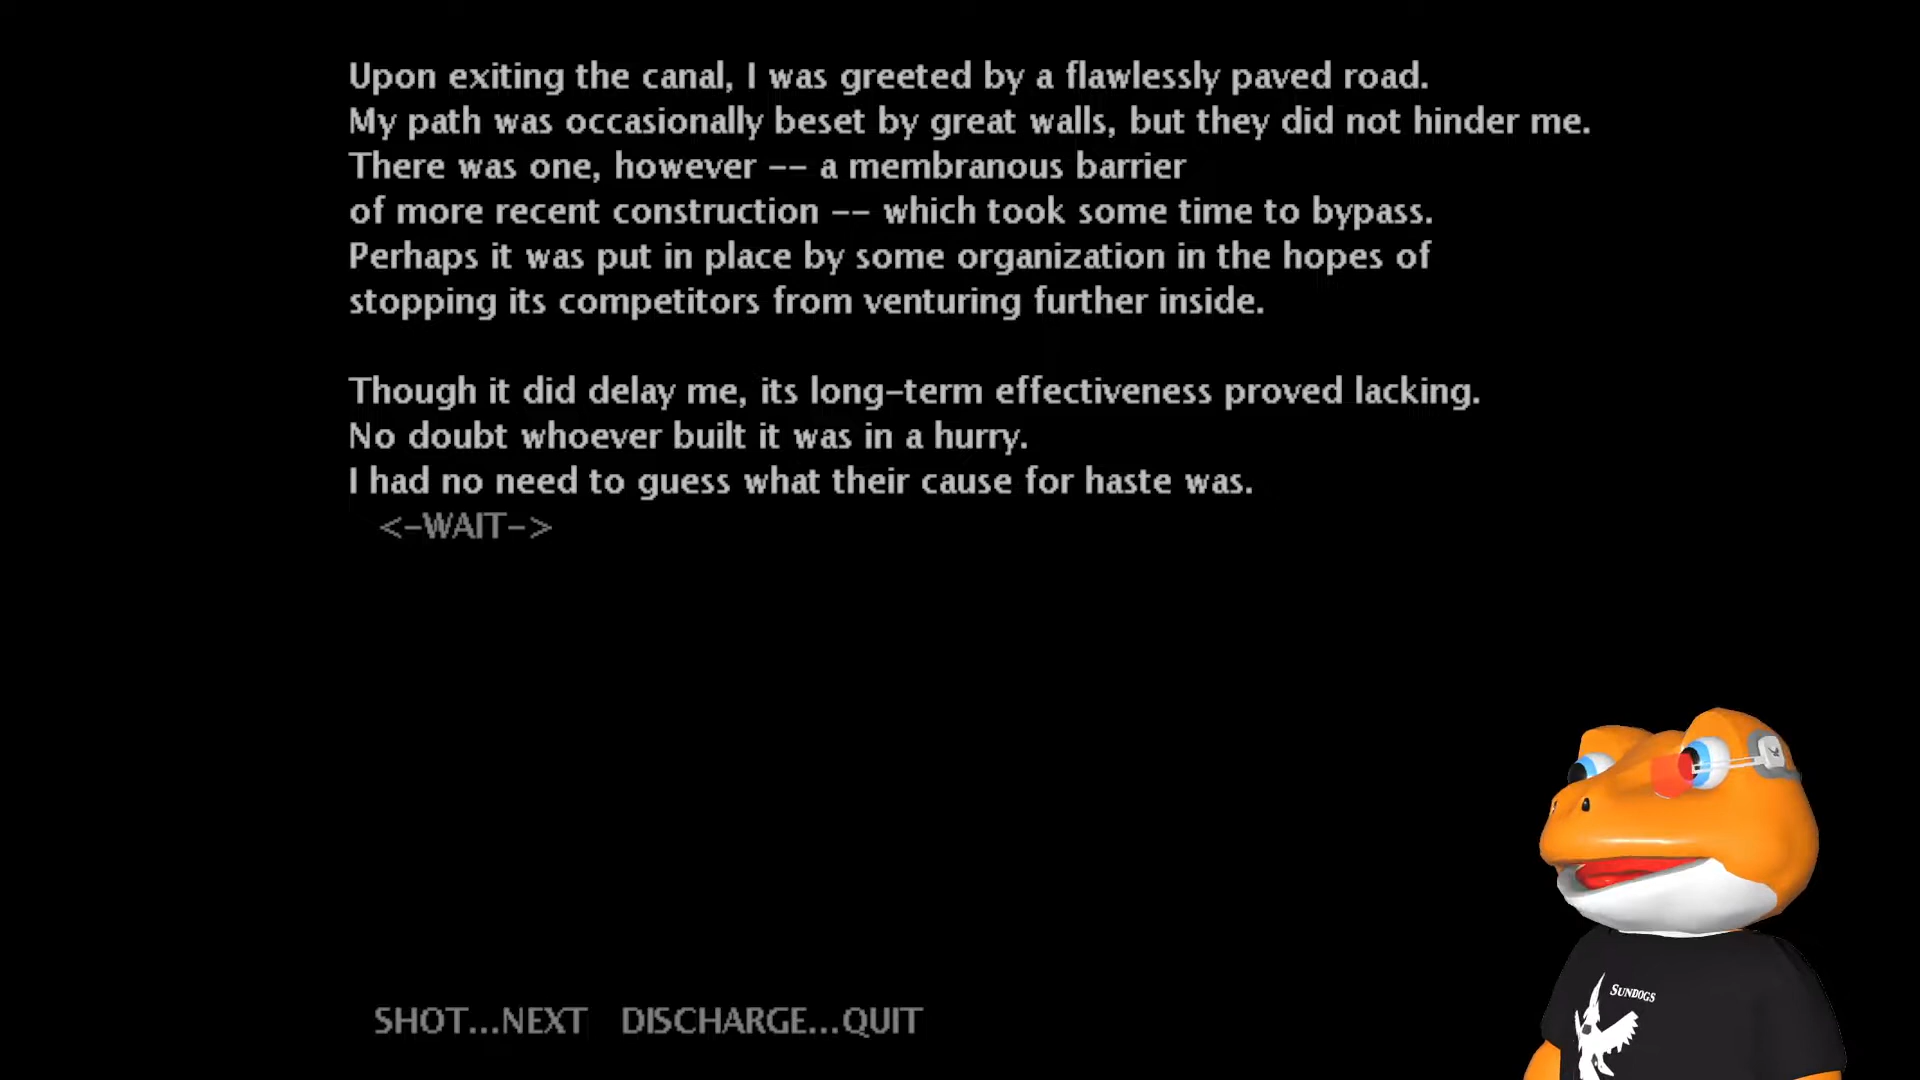 Upon exiting the canal, I was greeted by a flawlessly paved road.
My path was occasionally beset by great walls, but they did not hinder me.
There was one, however -- a membranous barrier
of more recent construction -- which took some time to bypass.
Perhaps it was put in place by some organization in the hopes of
stopping its competitors from venturing further inside.
Though it did delay me, its long-term effectiveness proved lacking.
No doubt whoever built it was in a hurry.
I had no need to guess what their cause for haste was.
<-WAIT->
SUNDOGS
SHOT...NEXT DISCHARGE...QUIT